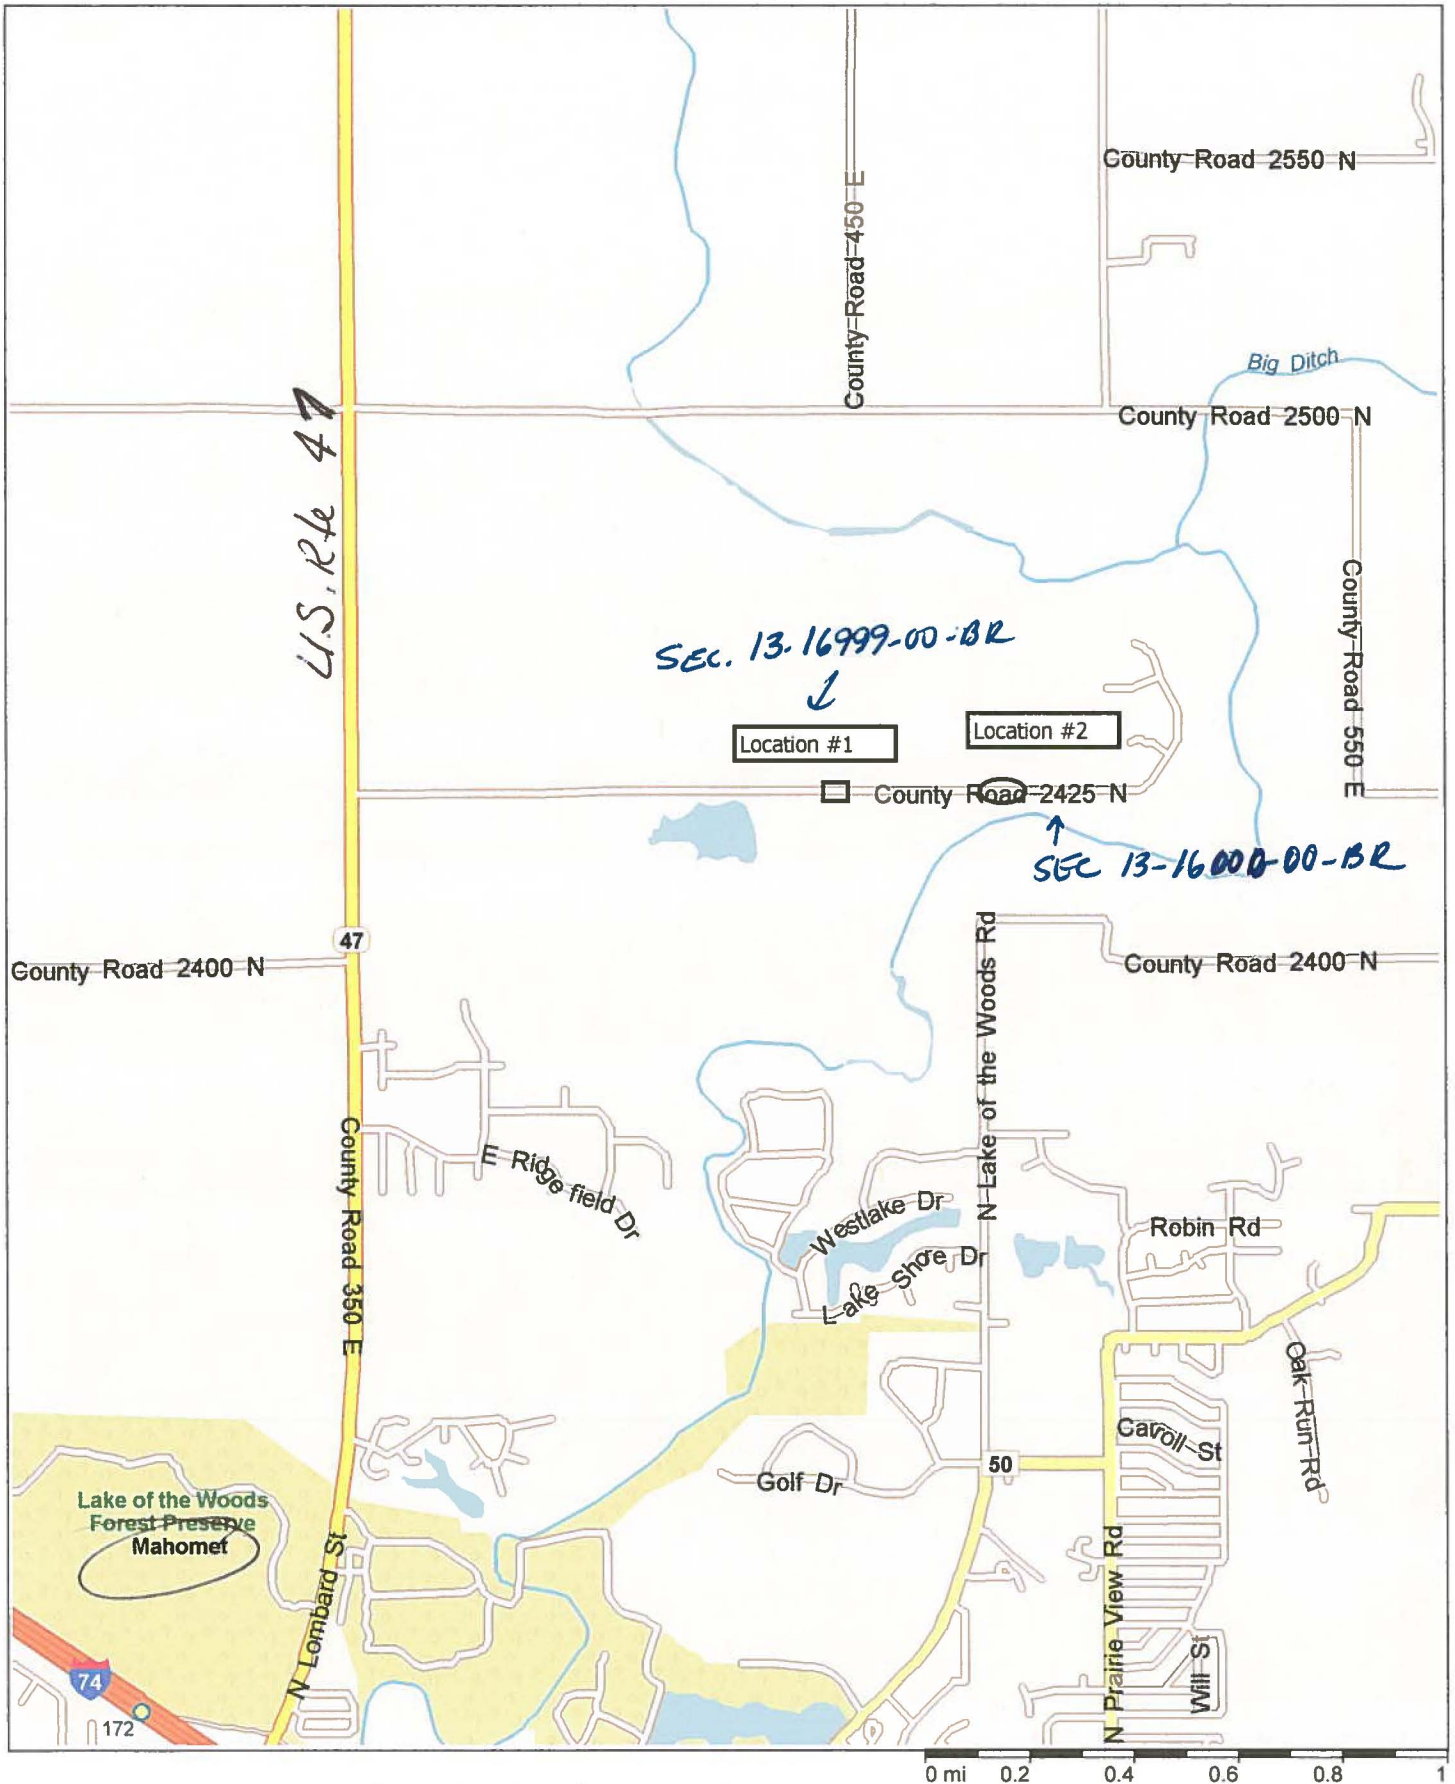 County Road 2550 N
County Road 450 E
Big Ditch
County Road 2500 N
U.S. Rte 47
County Road 550 E
SEC. 13-16999-00-BR
Location #1
Location #2
County Road 2425 N
SEC 13-16000-00-BR
47
County Road 2400 N
County Road 2400 N
N Lake of the Woods Rd
County Road 350 E
E Ridgefield Dr
Westlake Dr
Lake Shore Dr
Robin Rd
Oak Run Rd
Carroll St
50
Golf Dr
Lake of the Woods
Forest Preserve
Mahomet
N Lombard St
N Prairie View Rd
Will St
74
172
0 mi 0.2 0.4 0.6 0.8 1